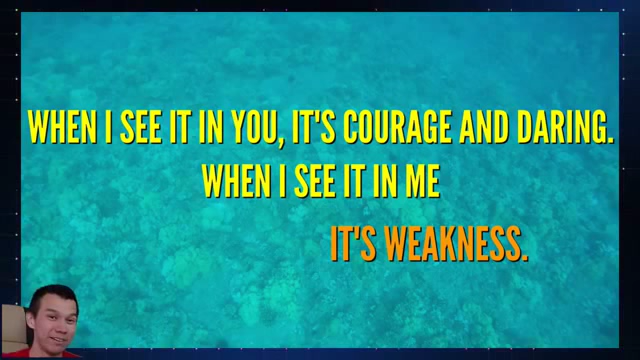 WHEN I SEE IT IN YOU, IT'S COURAGE AND DARING.
WHEN I SEE IT IN ME
IT'S WEAKNESS.